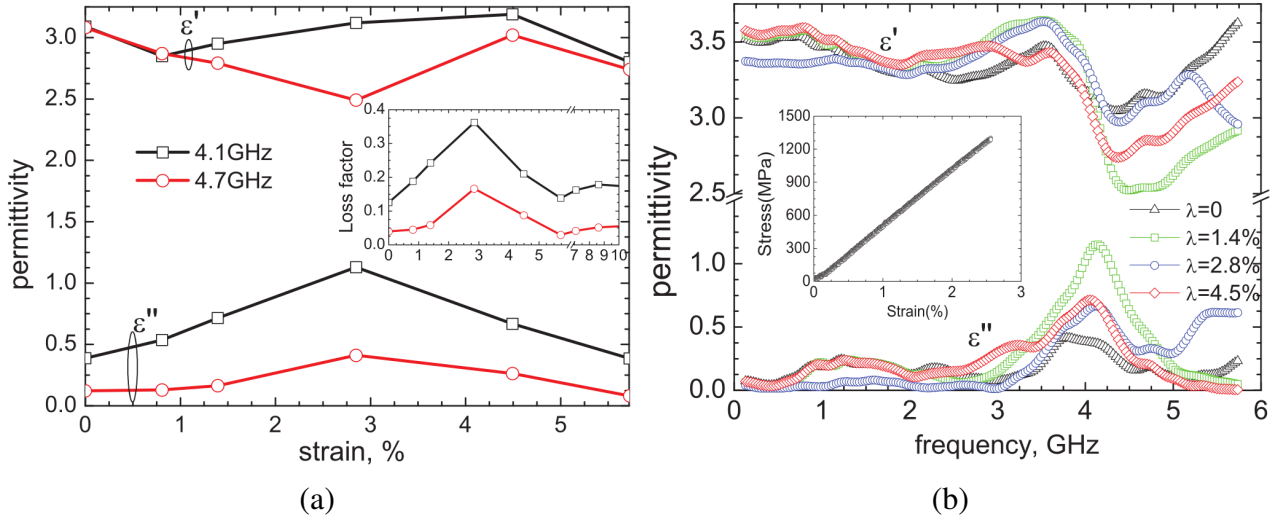 3.0
2.5
2.0
1.5
1.0
0.5
0.0
0
1
2
3
4
5
permittivity
strain, %
ε'
ε"
4.1GHz
4.7GHz
0.4
0.3
0.2
0.1
0.0
0 1 2 3 4 5 6 7 8 9 10
Loss factor
(a)
3.5
3.0
2.5
1.0
0.5
0.0
0 1 2 3 4 5 6
permittivity
frequency, GHz
ε'
ε"
1500
1200
900
600
300
0
0 1 2 3
Stress(MPa)
Strain(%)
λ=0
λ=1.4%
λ=2.8%
λ=4.5%
(b)